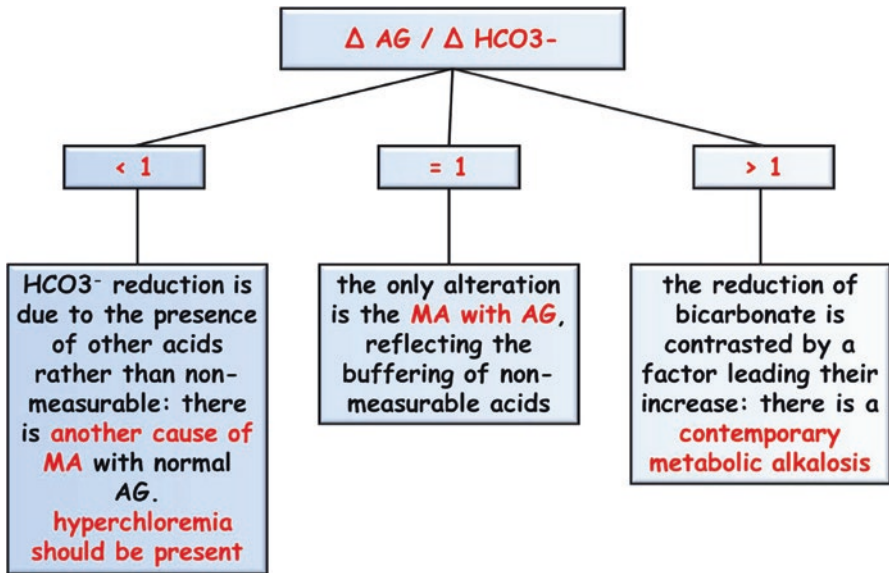 Δ AG / Δ HCO3-
< 1
= 1
> 1
HCO3- reduction is
due to the presence
of other acids
rather than non-
measurable: there
is another cause of
MA with normal
AG.
hyperchloremia
should be present
the only alteration
is the MA with AG,
reflecting the
buffering of non-
measurable acids
the reduction of
bicarbonate is
contrasted by a
factor leading their
increase: there is a
contemporary
metabolic alkalosis